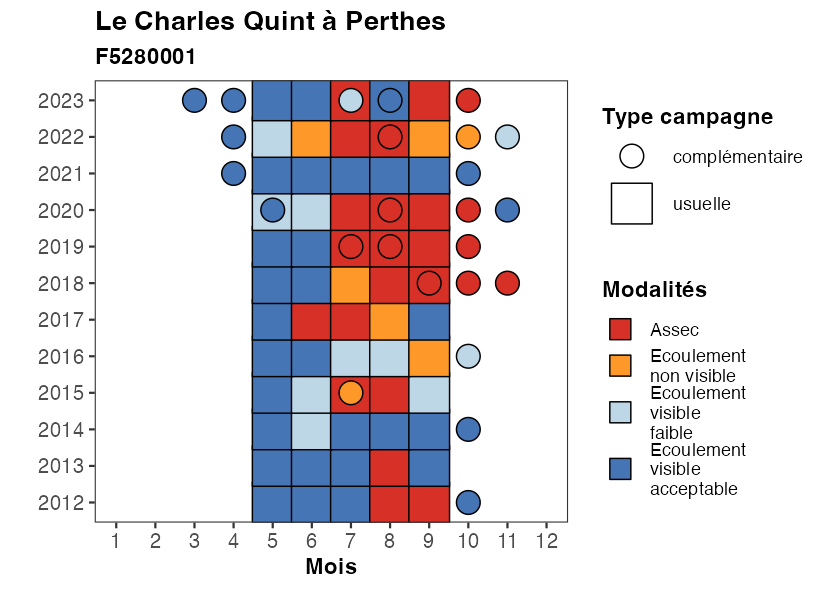 Le Charles Quint à Perthes
F5280001
2023
2022
2021
2020
2019
2018
2017
2016
2015
2014
2013
2012
1 2 3 4 5 6 7 8 9 10 11 12
Mois
Type campagne
complémentaire
usuelle
Modalités
Assec
Ecoulement
non visible
Ecoulement
visible
faible
Ecoulement
visible
acceptable